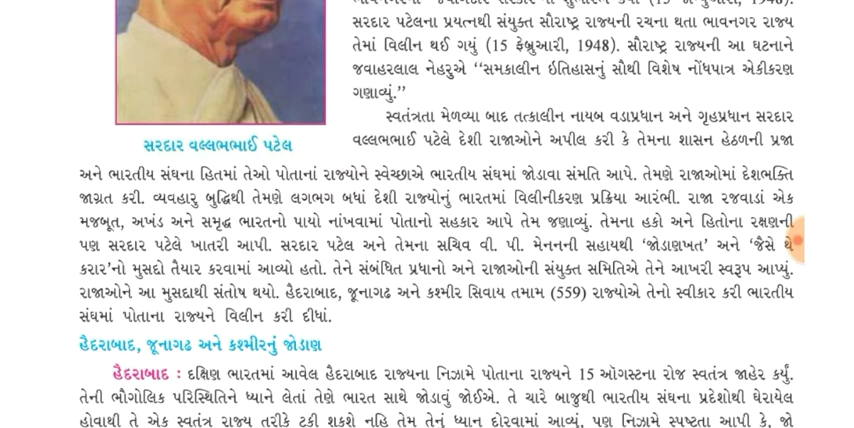 સરદાર પટેલના પ્રયત્નથી સંયુક્ત સૌરાષ્ટ્ર રાજ્યની રચના થતા ભાવનગર રાજ્ય
તેમાં વિલીન થઈ ગયું (15 ફેબ્રુઆરી, 1948). સૌરાષ્ટ્ર રાજ્યની આ ઘટનાને
જવાહરલાલ નેહરુએ “સમકાલીન ઇતિહાસનું સૌથી વિશેષ નોંધપાત્ર એકીકરણ
ગણાવ્યું.”
સ્વતંત્રતા મેળવ્યા બાદ તત્કાલીન નાયબ વડાપ્રધાન અને ગૃહપ્રધાન સરદાર
વલ્લભભાઈ પટેલે દેશી રાજાઓને અપીલ કરી કે તેમના શાસન હેઠળની પ્રજા
સરદાર વલ્લભભાઈ પટેલ
અને ભારતીય સંઘના હિતમાં તેઓ પોતાનાં રાજ્યોને સ્વેચ્છાએ ભારતીય સંઘમાં જોડાવા સંમતિ આપે. તેમણે રાજાઓમાં દેશભક્તિ
જાગ્રત કરી. વ્યવહારુ બુદ્ધિથી તેમણે લગભગ બધાં દેશી રાજ્યોનું ભારતમાં વિલીનીકરણ પ્રક્રિયા આરંભી. રાજા રજવાડાં એક
મજબૂત, અખંડ અને સમૃદ્ધ ભારતનો પાયો નાંખવામાં પોતાનો સહકાર આપે તેમ જણાવ્યું. તેમના હકો અને હિતોના રક્ષણની
પણ સરદાર પટેલે ખાતરી આપી. સરદાર પટેલ અને તેમના સચિવ વી. પી. મેનનની સહાયથી ‘જોડાણખત’ અને ‘જૈસે થે
કરાર’નો મુસદ્દો તૈયાર કરવામાં આવ્યો હતો. તેને સંબંધિત પ્રધાનો અને રાજાઓની સંયુક્ત સમિતિએ તેને આખરી સ્વરૂપ આપ્યું.
રાજાઓને આ મુસદાથી સંતોષ થયો. હૈદરાબાદ, જૂનાગઢ અને કશ્મીર સિવાય તમામ (559) રાજ્યોએ તેનો સ્વીકાર કરી ભારતીય
સંઘમાં પોતાના રાજ્યને વિલીન કરી દીધાં.
હૈદરાબાદ, જૂનાગઢ અને કશ્મીરનું જોડાણ
હૈદરાબાદ : દક્ષિણ ભારતમાં આવેલ હૈદરાબાદ રાજ્યના નિઝામે પોતાના રાજ્યને 15 ઑગસ્ટના રોજ સ્વતંત્ર જાહેર કર્યું.
તેની ભૌગોલિક પરિસ્થિતિને ધ્યાને લેતાં તેણે ભારત સાથે જોડાવું જોઈએ. તે ચારે બાજુથી ભારતીય સંઘના પ્રદેશોથી ઘેરાયેલ
હોવાથી તે એક સ્વતંત્ર રાજ્ય તરીકે ટકી શકશે નહિ તેમ તેનું ધ્યાન દોરવામાં આવ્યું, પણ નિઝામે સ્પષ્ટતા આપી કે, જો